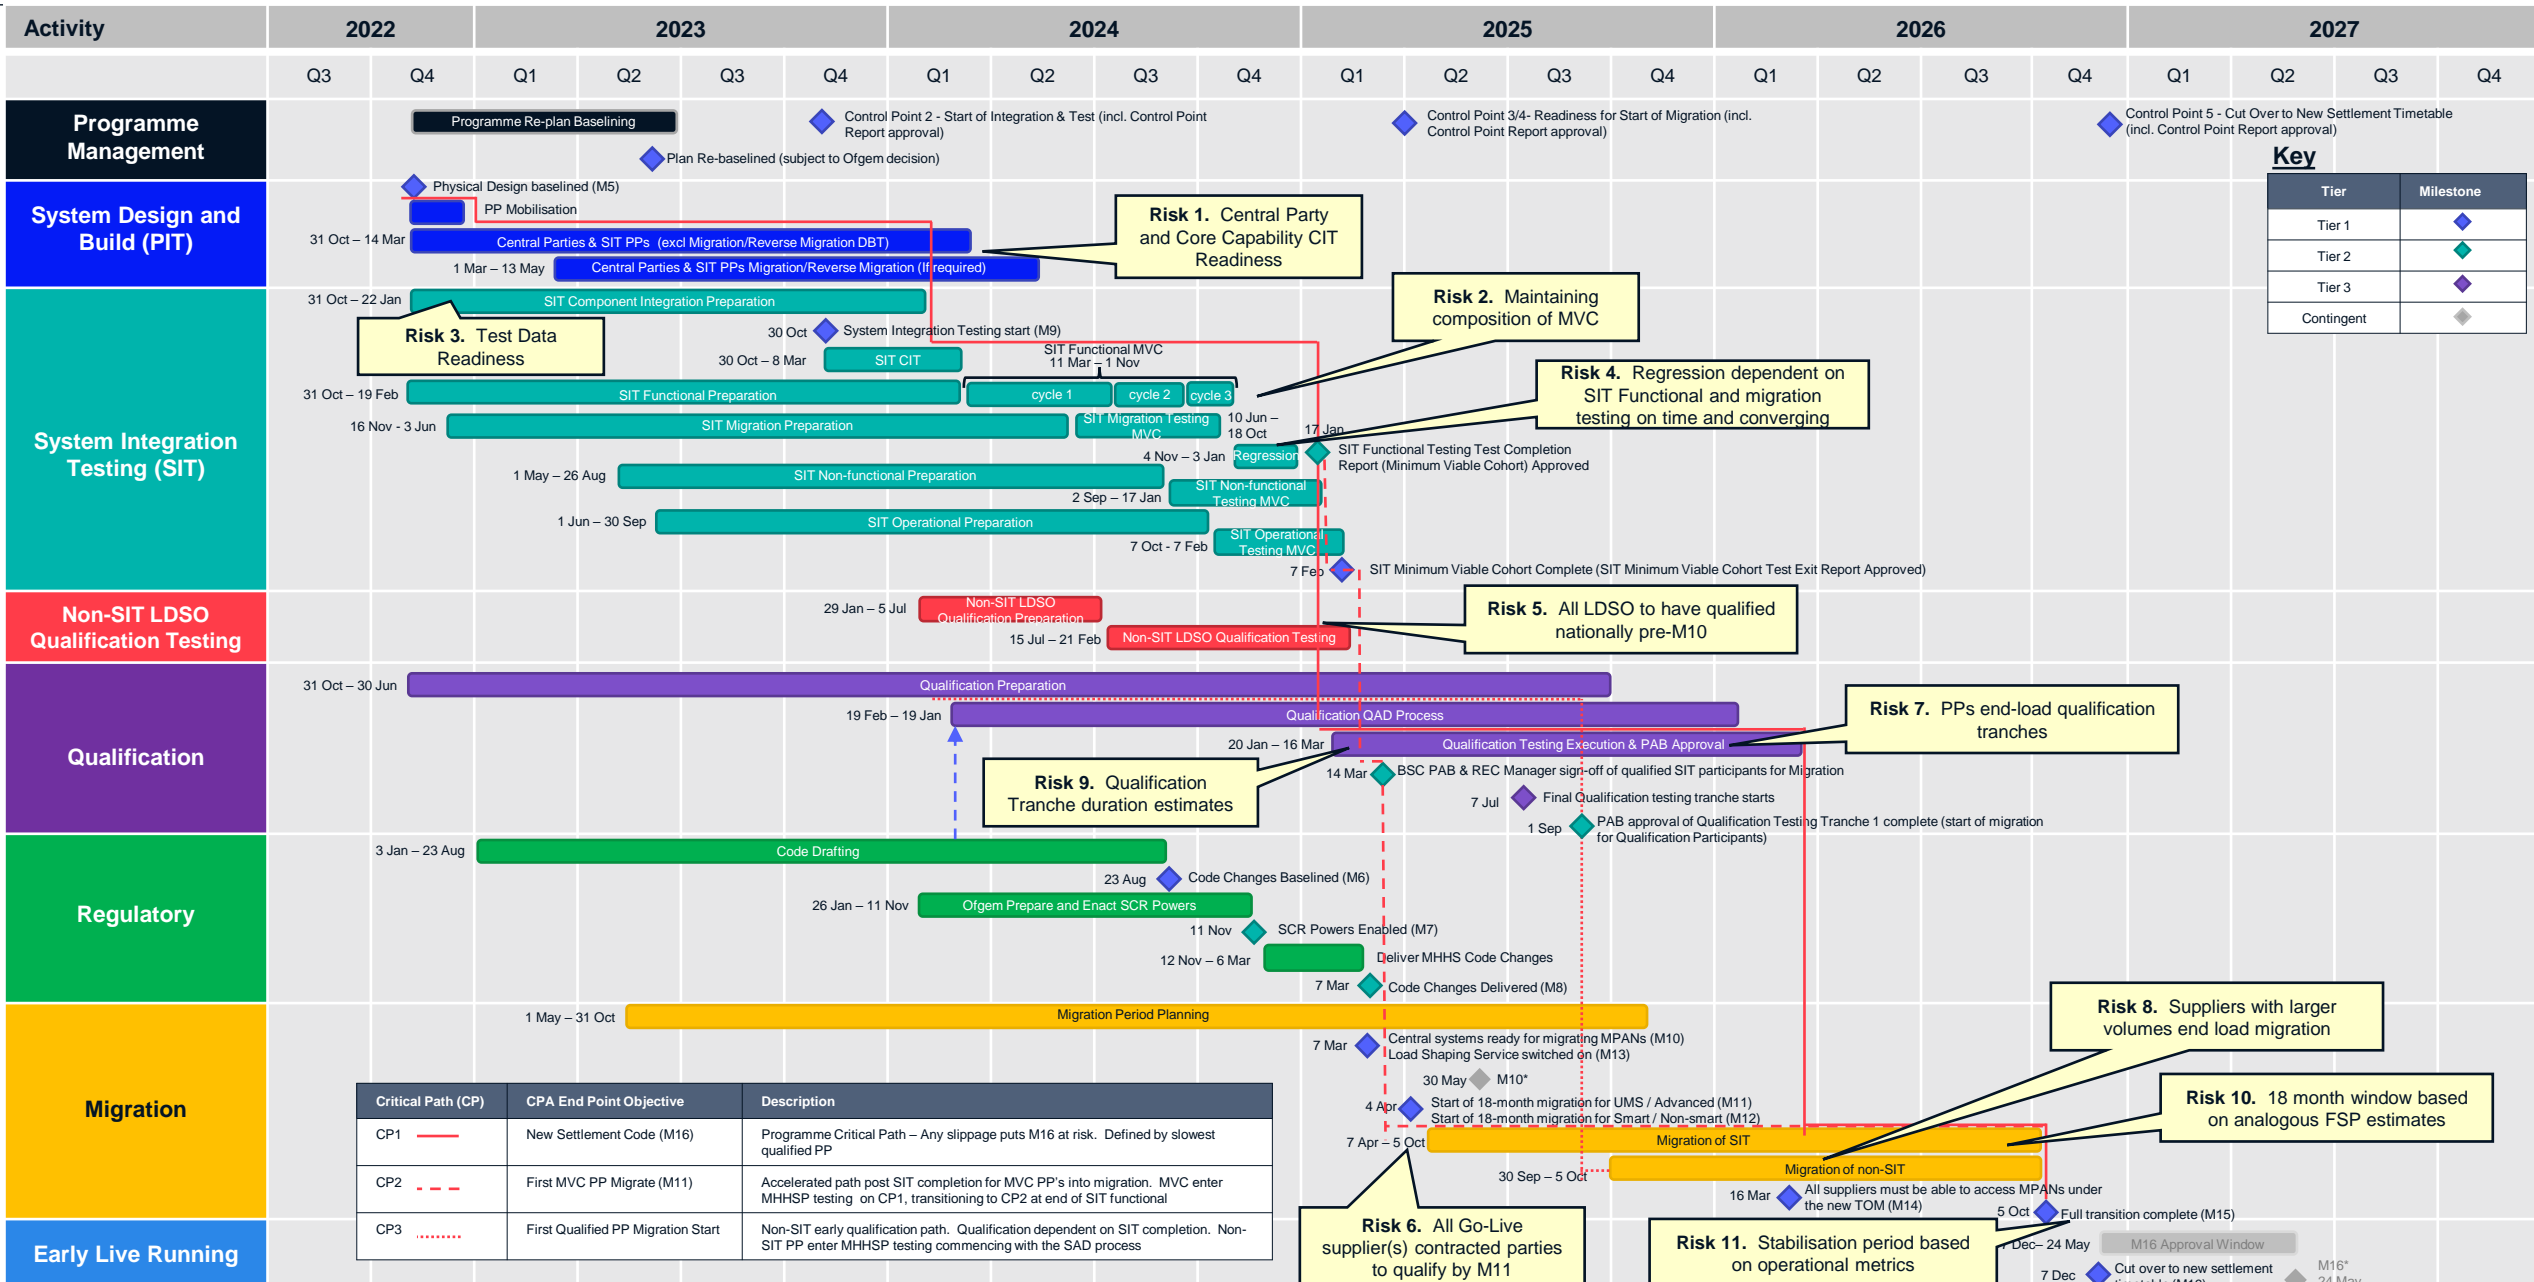 Activity
2022
2023
2024
2025
2026
2027
Q3
Q4
Q1
Q2
Q3
Q4
Q1
Q2
Q3
Q4
Q1
Q2
Q3
Q4
Q1
Q2
Q3
Q4
Q1
Q2
Q3
Q4
Programme
Management
Programme Re-plan Baselining
Control Point 2 - Start of Integration & Test (incl. Control Point
Report approval)
Control Point 3/4- Readiness for Start of Migration (incl.
Control Point Report approval)
Control Point 5 - Cut Over to New Settlement Timetable
(incl. Control Point Report approval)
Plan Re-baselined (subject to Ofgem decision)
Key
Tier
Milestone
Tier 1
Tier 2
Tier 3
Contingent
System Design and
Build (PIT)
Physical Design baselined (M5)
PP Mobilisation
31 Oct – 14 Mar
Central Parties & SIT PPs (excl Migration/Reverse Migration DBT)
1 Mar – 13 May
Central Parties & SIT PPs Migration/Reverse Migration (If required)
Risk 1. Central Party
and Core Capability CIT
Readiness
System Integration
Testing (SIT)
31 Oct – 22 Jan
SIT Component Integration Preparation
Risk 3. Test Data
Readiness
30 Oct
System Integration Testing start (M9)
Risk 2. Maintaining
composition of MVC
30 Oct – 8 Mar
SIT CIT
SIT Functional MVC
11 Mar – 1 Nov
31 Oct – 19 Feb
SIT Functional Preparation
cycle 1
cycle 2
cycle 3
Risk 4. Regression dependent on
SIT Functional and migration
testing on time and converging
16 Nov - 3 Jun
SIT Migration Preparation
SIT Migration Testing
MVC
10 Jun –
18 Oct
17 Jan
4 Nov – 3 Jan
Regression
SIT Functional Testing Test Completion
Report (Minimum Viable Cohort) Approved
1 May – 26 Aug
SIT Non-functional Preparation
2 Sep – 17 Jan
SIT Non-functional
Testing MVC
1 Jun – 30 Sep
SIT Operational Preparation
7 Oct - 7 Feb
SIT Operational
Testing MVC
7 Feb
SIT Minimum Viable Cohort Complete (SIT Minimum Viable Cohort Test Exit Report Approved)
Non-SIT LDSO
Qualification Testing
29 Jan – 5 Jul
Non-SIT LDSO
Qualification Preparation
15 Jul – 21 Feb
Non-SIT LDSO Qualification Testing
Risk 5. All LDSO to have qualified
nationally pre-M10
Qualification
31 Oct – 30 Jun
Qualification Preparation
19 Feb – 19 Jan
Qualification QAD Process
20 Jan – 16 Mar
Qualification Testing Execution & PAB Approval
Risk 7. PPs end-load qualification
tranches
Risk 9. Qualification
Tranche duration estimates
14 Mar
BSC PAB & REC Manager sign-off of qualified SIT participants for Migration
7 Jul
Final Qualification testing tranche starts
1 Sep
PAB approval of Qualification Testing Tranche 1 complete (start of migration
for Qualification Participants)
Regulatory
3 Jan – 23 Aug
Code Drafting
23 Aug
Code Changes Baselined (M6)
26 Jan – 11 Nov
Ofgem Prepare and Enact SCR Powers
11 Nov
SCR Powers Enabled (M7)
12 Nov – 6 Mar
Deliver MHHS Code Changes
7 Mar
Code Changes Delivered (M8)
Migration
1 May – 31 Oct
Migration Period Planning
7 Mar
Central systems ready for migrating MPANs (M10)
Load Shaping Service switched on (M13)
30 May
M10*
4 Apr
Start of 18-month migration for UMS / Advanced (M11)
Start of 18-month migration for Smart / Non-smart (M12)
7 Apr – 5 Oct
Migration of SIT
30 Sep – 5 Oct
Migration of non-SIT
16 Mar
All suppliers must be able to access MPANs under
the new TOM (M14)
5 Oct
Full transition complete (M15)
Risk 8. Suppliers with larger
volumes end load migration
Risk 10. 18 month window based
on analogous FSP estimates
Critical Path (CP)
CPA End Point Objective
Description
CP1
New Settlement Code (M16)
Programme Critical Path – Any slippage puts M16 at risk. Defined by slowest
qualified PP
CP2
First MVC PP Migrate (M11)
Accelerated path post SIT completion for MVC PP's into migration. MVC enter
MHHSP testing on CP1, transitioning to CP2 at end of SIT functional
CP3
First Qualified PP Migration Start
Non-SIT early qualification path. Qualification dependent on SIT completion. Non-
SIT PP enter MHHSP testing commencing with the SAD process
Early Live Running
Risk 6. All Go-Live
supplier(s) contracted parties
to qualify by M11
Risk 11. Stabilisation period based
on operational metrics
Dec– 24 May
M16 Approval Window
7 Dec
Cut over to new settlement
M16*